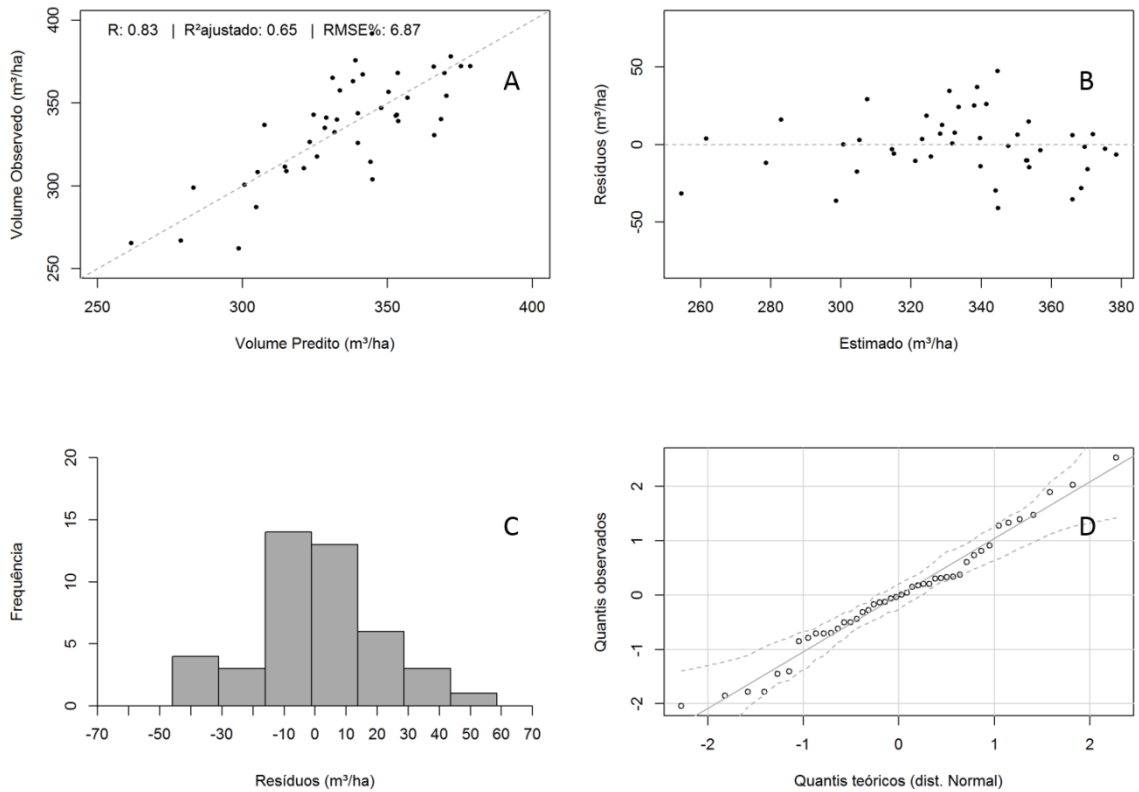 R: 0.83 | R²ajustado: 0.65 | RMSE%: 6.87
A
400
350
300
250
Volume Observado (m³/ha)
250 300 350 400
Volume Predito (m³/ha)
B
50
0
-50
Resíduos (m³/ha)
260 280 300 320 340 360 380
Estimado (m³/ha)
C
20
15
10
5
0
Frequência
-70 -50 -30 -10 0 10 20 30 40 50 60 70
Resíduos (m³/ha)
D
2
1
0
-1
-2
Quantis observados
-2 -1 0 1 2
Quantis teóricos (dist. Normal)